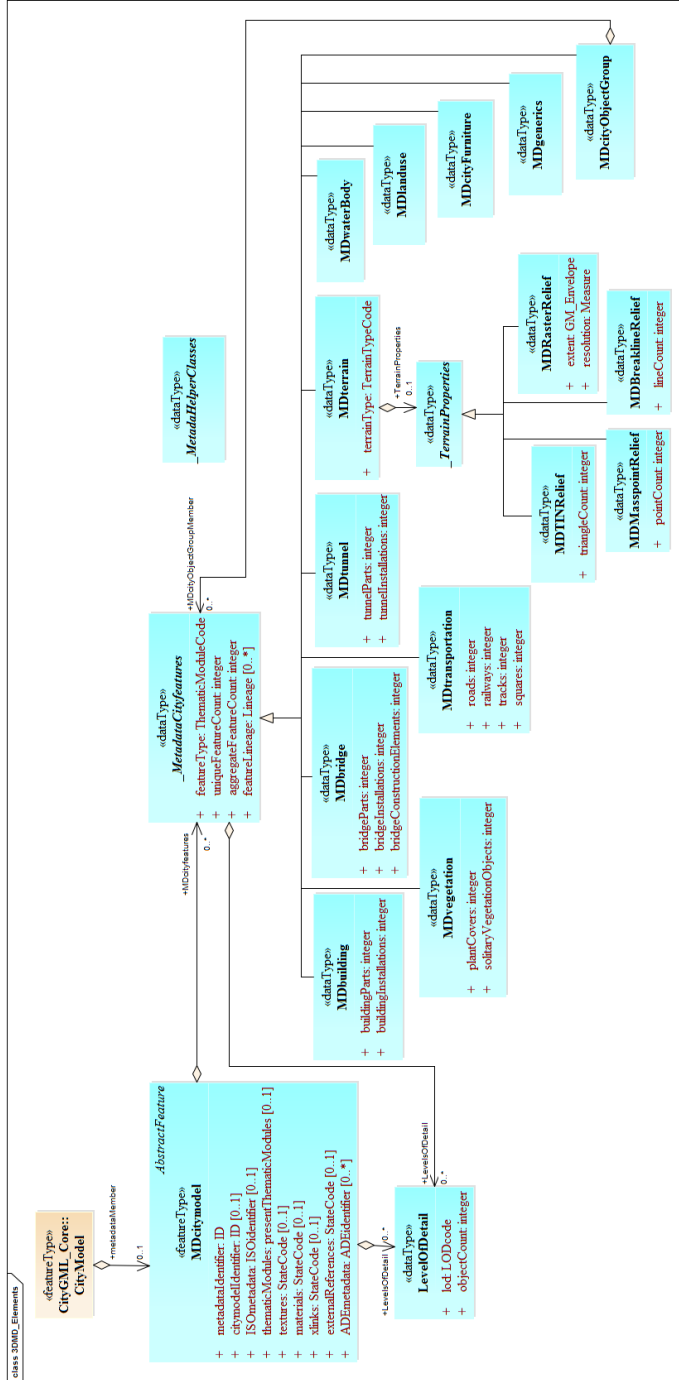 class 3DMD_Elements
«featureType»
CityGML_Core::
CityModel
+metadataMember
0..1
AbstractFeature
«featureType»
MDcitymodel
+ metadataIdentifier: ID
+ citymodelIdentifier: ID [0..1]
+ ISOmetadata: ISOidentifier [0..1]
+ thematicModules: presentThematicModules [0..1]
+ textures: StateCode [0..1]
+ materials: StateCode [0..1]
+ xlinks: StateCode [0..1]
+ externalReferences: StateCode [0..1]
+ ADEmetadata: ADEidentifier [0..*]
+LevelsOfDetail
0..*
+LevelsOfDetail
0..*
«dataType»
LevelOfDetail
+ lod: LODcode
+ objectCount: integer
+MDcityfeatures
0..*
«dataType»
_MetadataCityfeatures
+ featureType: ThematicModuleCode
+ uniqueFeatureCount: integer
+ aggregateFeatureCount: integer
+ featureLineage: Lineage [0..*]
+MDcityObjectGroupMember
0..*
«dataType»
_MetadaHelperClasses
«dataType»
MDbuilding
+ buildingParts: integer
+ buildingInstallations: integer
«dataType»
MDbridge
+ bridgeParts: integer
+ bridgeInstallations: integer
+ bridgeConstructionElements: integer
«dataType»
MDtunnel
+ tunnelParts: integer
+ tunnelInstallations: integer
«dataType»
MDterrain
+ terrainType: TerrainTypeCode
«dataType»
MDwaterBody
«dataType»
MDlanduse
«dataType»
MDcityFurniture
«dataType»
MDgenerics
«dataType»
MDcityObjectGroup
«dataType»
MDvegetation
+ plantCovers: integer
+ solitaryVegetationObjects: integer
«dataType»
MDtransportation
+ roads: integer
+ railways: integer
+ tracks: integer
+ squares: integer
+TerrainProperties
0..1
«dataType»
_TerrainProperties
«dataType»
MDTINRelief
+ triangleCount: integer
«dataType»
MDRasterRelief
+ extent: GM_Envelope
+ resolution: Measure
«dataType»
MDMasspointRelief
+ pointCount: integer
«dataType»
MDBreaklineRelief
+ lineCount: integer